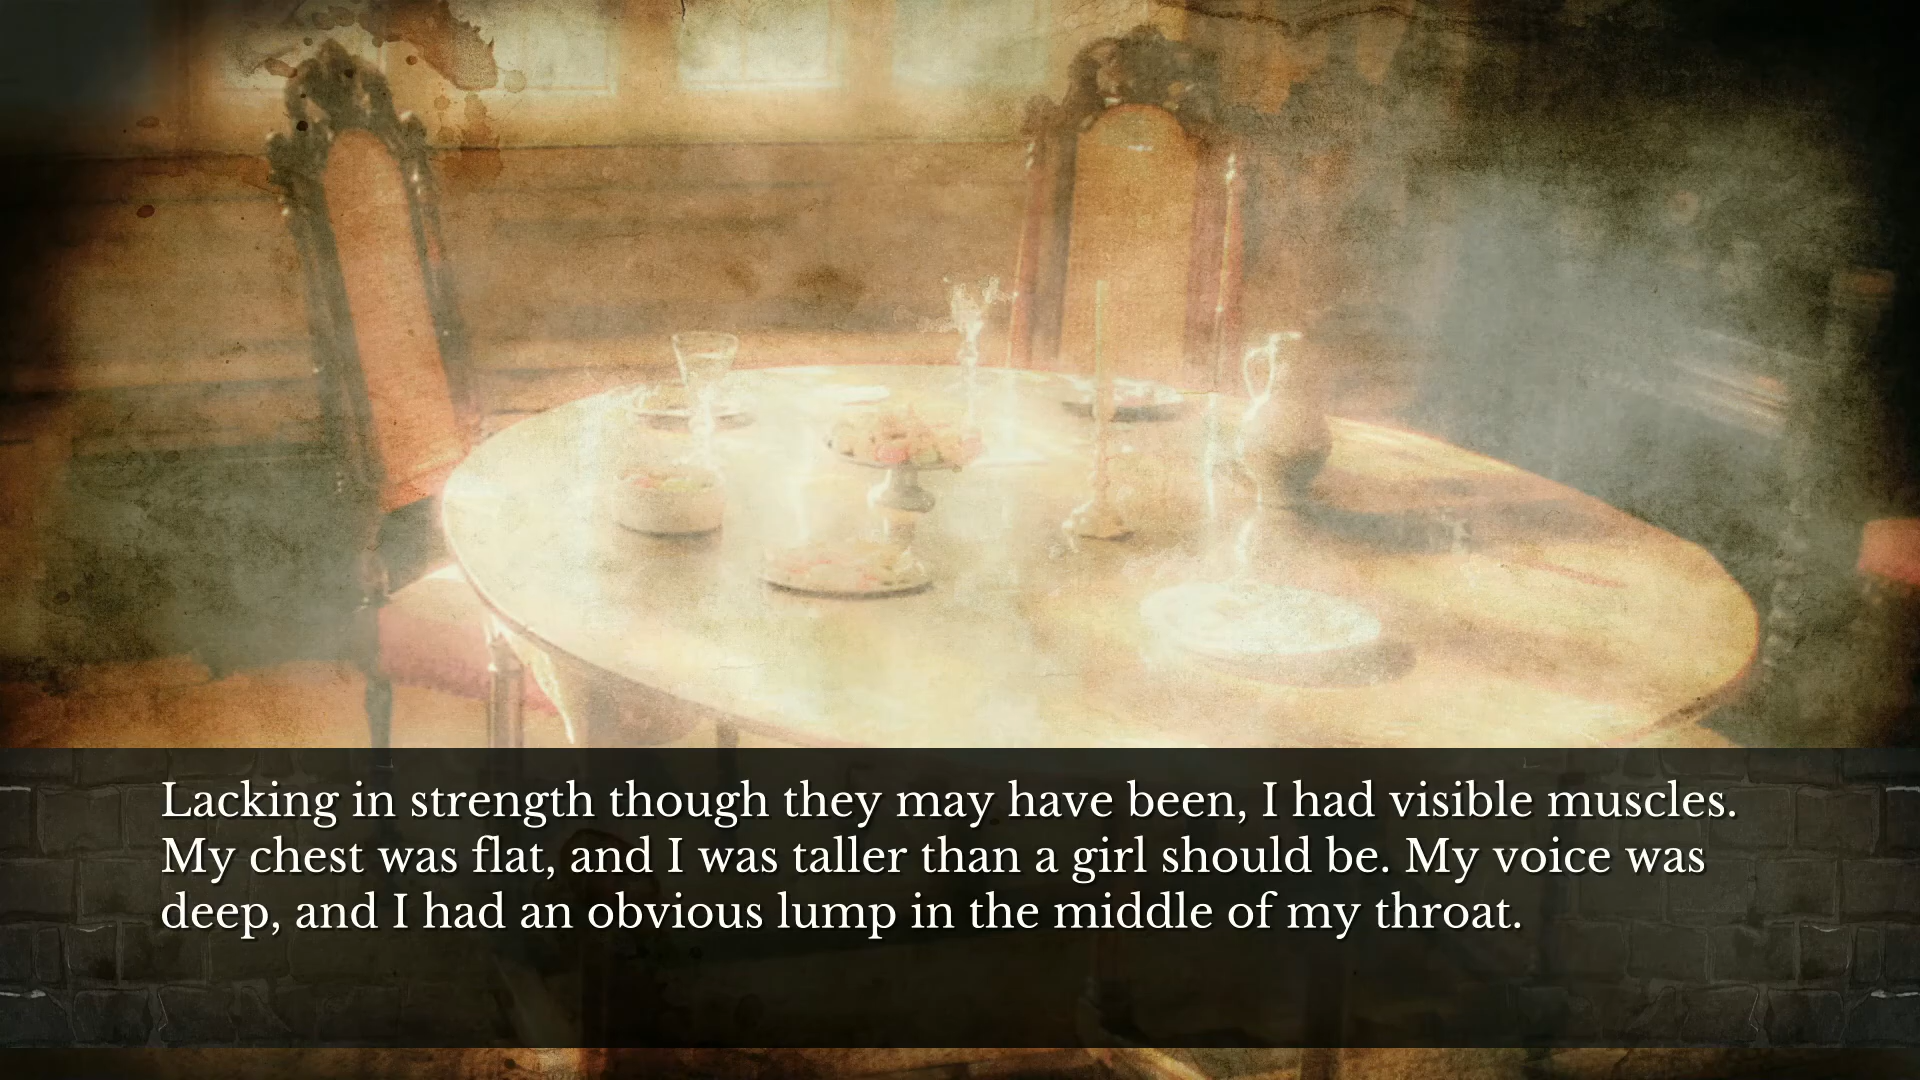 Lacking in strength though they may have been, I had visible muscles.
My chest was flat, and I was taller than a girl should be. My voice was
deep, and I had an obvious lump in the middle of my throat.